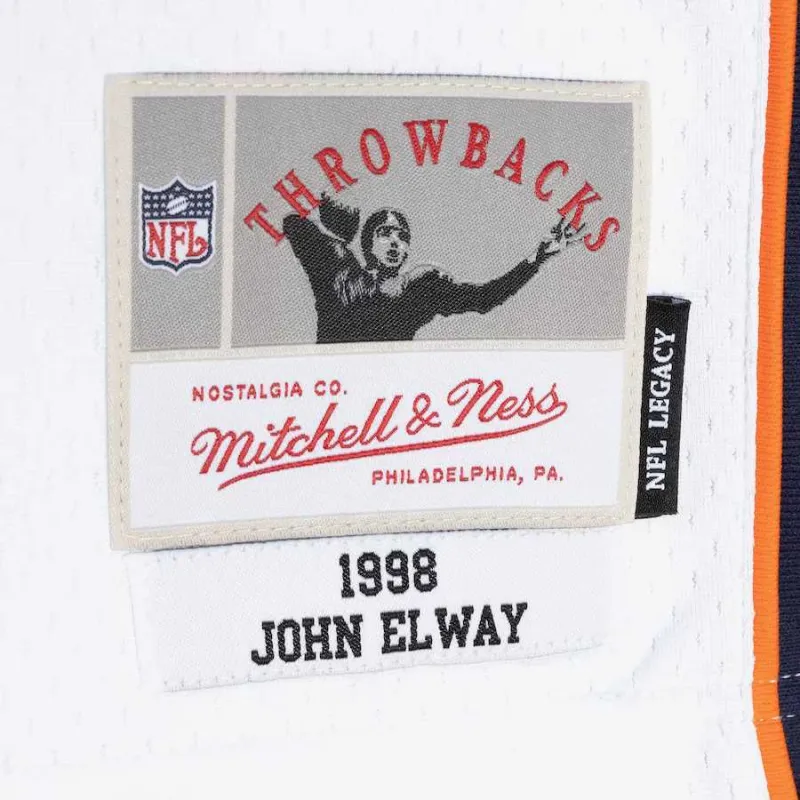 THROWBACKS
NFL
NOSTALGIA CO.
Mitchell & Ness
PHILADELPHIA, PA.
NFL LEGACY
1998
JOHN ELWAY